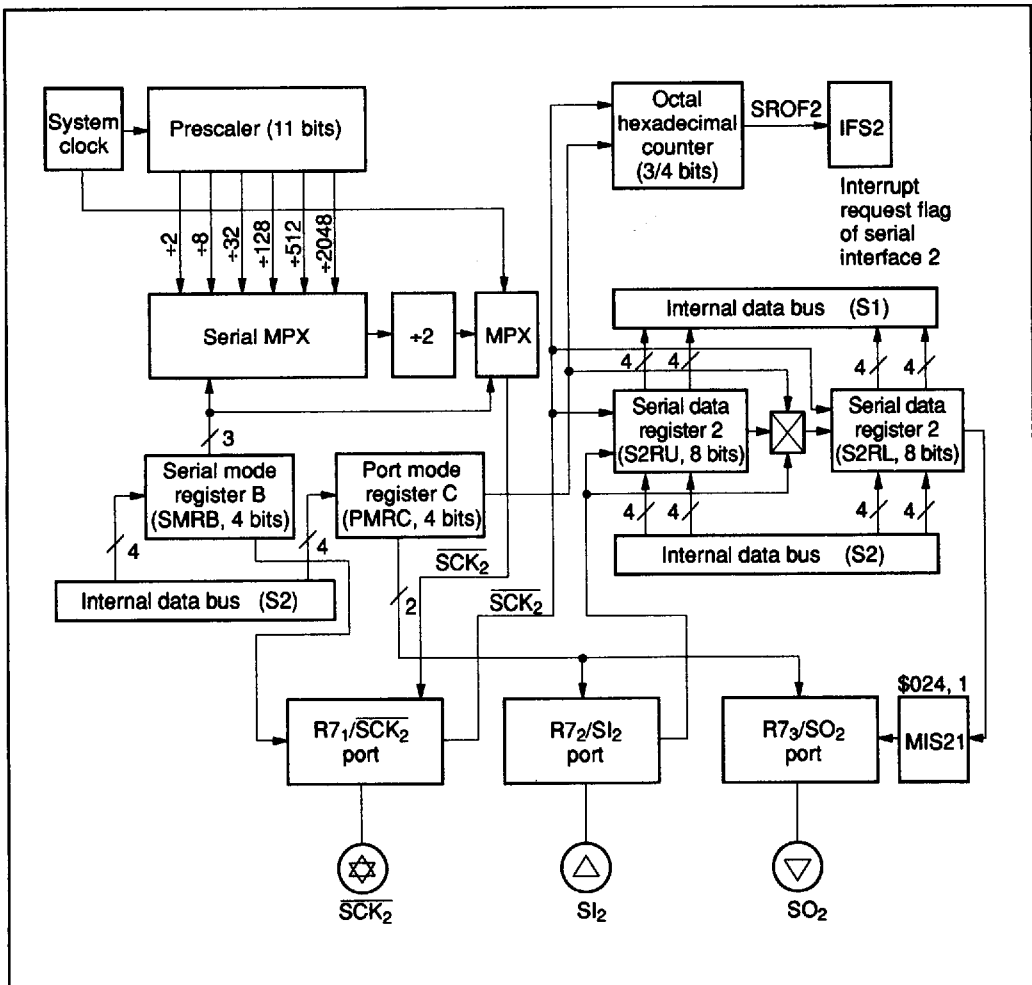 System
clock
Prescaler (11 bits)
Octal
hexadecimal
counter
(3/4 bits)
SROF2
IFS2
Interrupt
request flag
of serial
interface 2
÷2
÷8
÷32
÷128
÷512
÷2048
Serial MPX
÷2
MPX
Internal data bus (S1)
4
4
4
4
Serial data
register 2
(S2RU, 8 bits)
Serial data
register 2
(S2RL, 8 bits)
3
Serial mode
register B
(SMRB, 4 bits)
Port mode
register C
(PMRC, 4 bits)
4
4
4
4
4
4
Internal data bus (S2)
Internal data bus (S2)
S̅C̅K̅₂̅
2
S̅C̅K̅₂̅
R7₁/S̅C̅K̅₂̅
port
R7₂/SI₂
port
R7₃/SO₂
port
$024, 1
MIS21
S̅C̅K̅₂̅
SI₂
SO₂